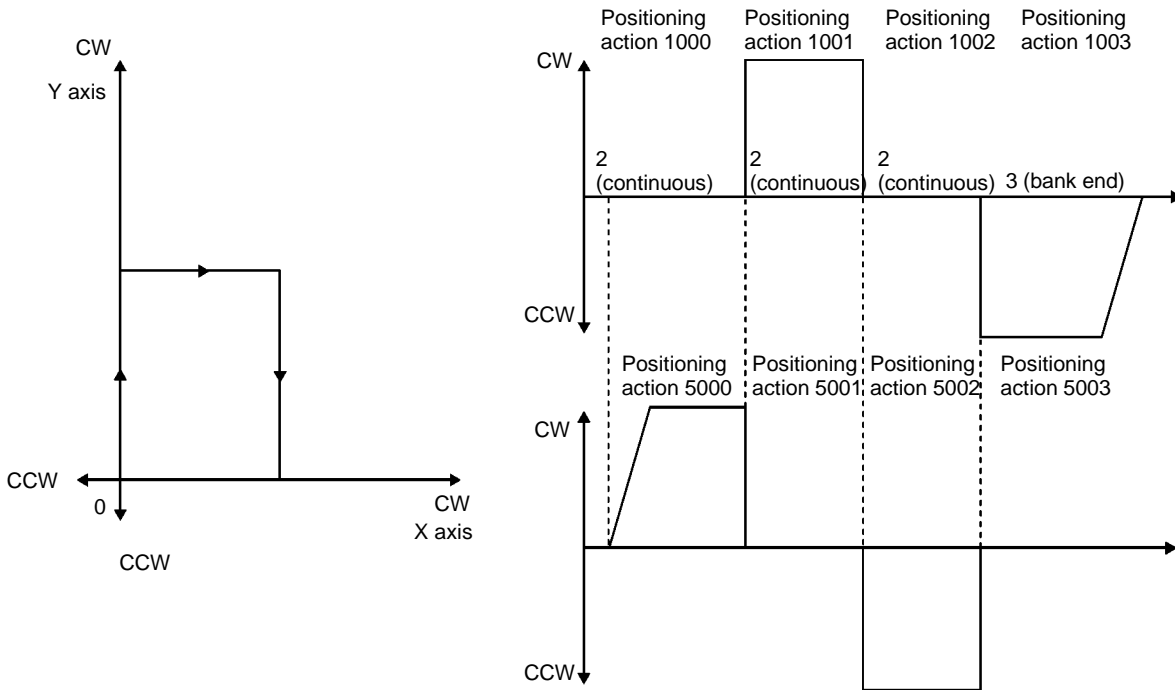 CW
Y axis
CCW
0
CW
X axis
CCW
Positioning
action 1000
Positioning
action 1001
Positioning
action 1002
Positioning
action 1003
CW
2
(continuous)
2
(continuous)
2
(continuous)
3 (bank end)
CCW
Positioning
action 5000
Positioning
action 5001
Positioning
action 5002
Positioning
action 5003
CW
CCW